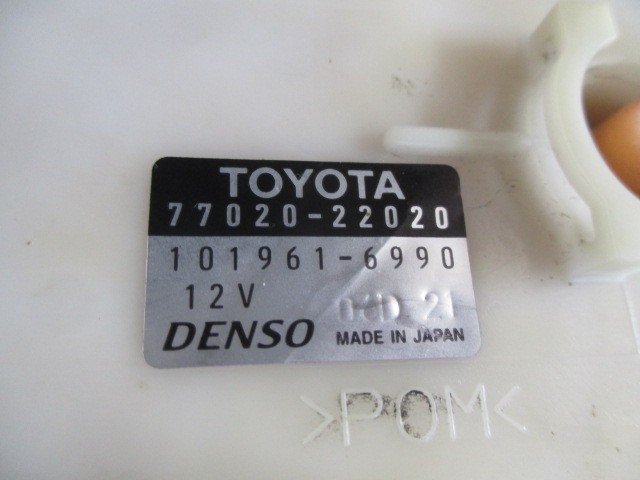 TOYOTA
77020-22020
101961-6990
12V
DENSO
MADE IN JAPAN
>POM<